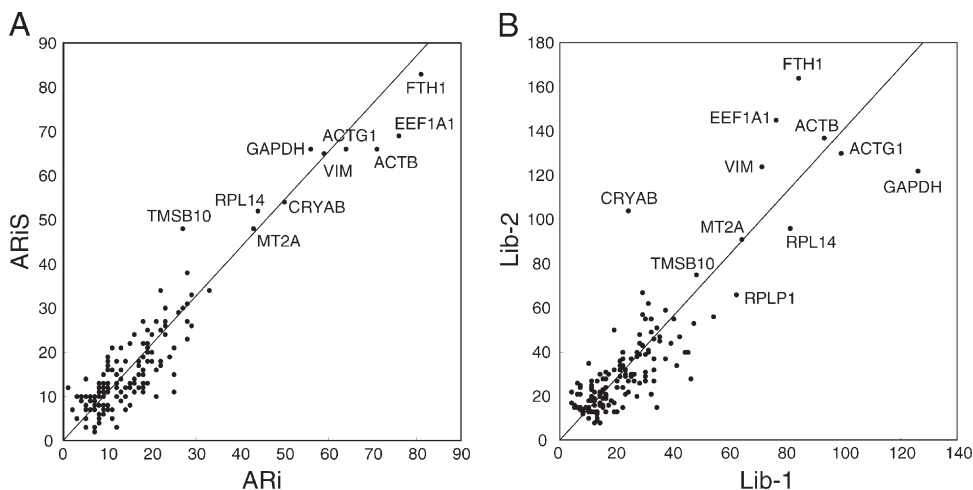 A
90
80
70
60
50
40
30
20
10
0
ARiS
FTH1
EEF1A1
ACTG1
GAPDH
VIM
ACTB
RPL14
CRYAB
TMSB10
MT2A
0 10 20 30 40 50 60 70 80 90
ARi
B
180
160
140
120
100
80
60
40
20
0
Lib-2
FTH1
EEF1A1
ACTB
ACTG1
VIM
GAPDH
CRYAB
MT2A
RPL14
TMSB10
RPLP1
0 20 40 60 80 100 120 140
Lib-1